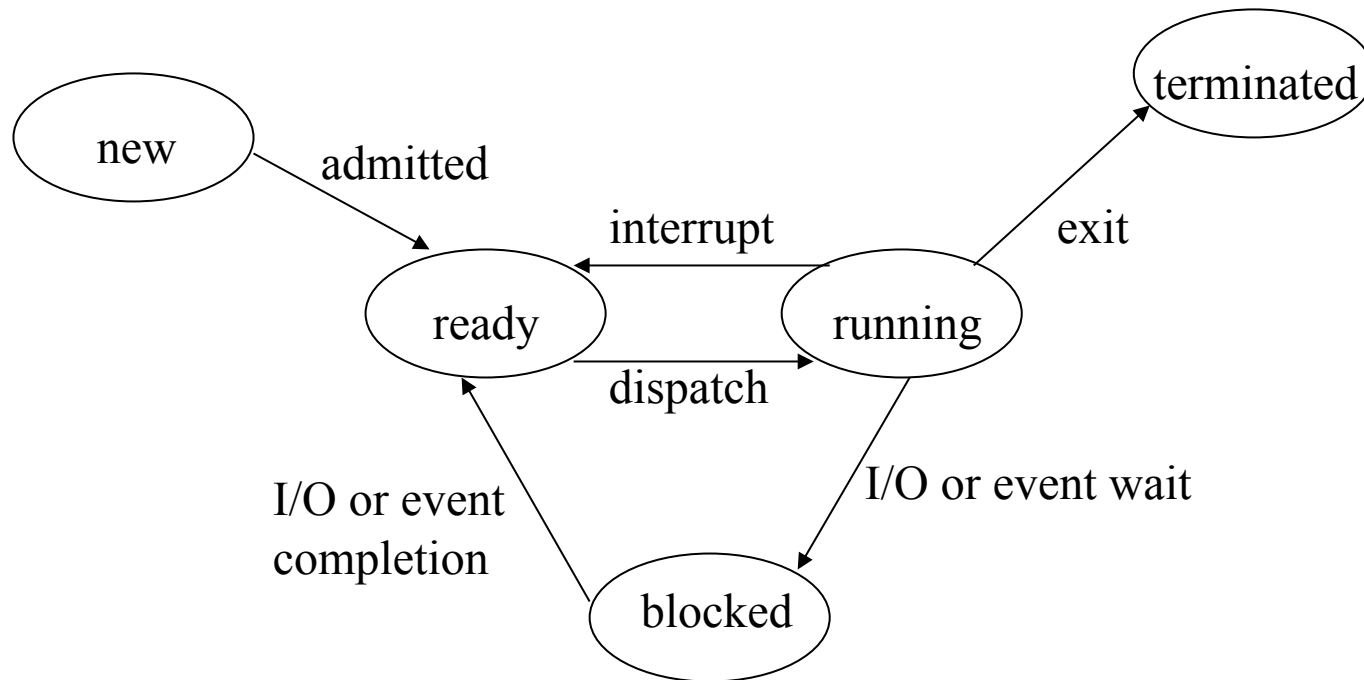 terminated
new
admitted
interrupt
exit
ready
running
dispatch
I/O or event
completion
I/O or event wait
blocked